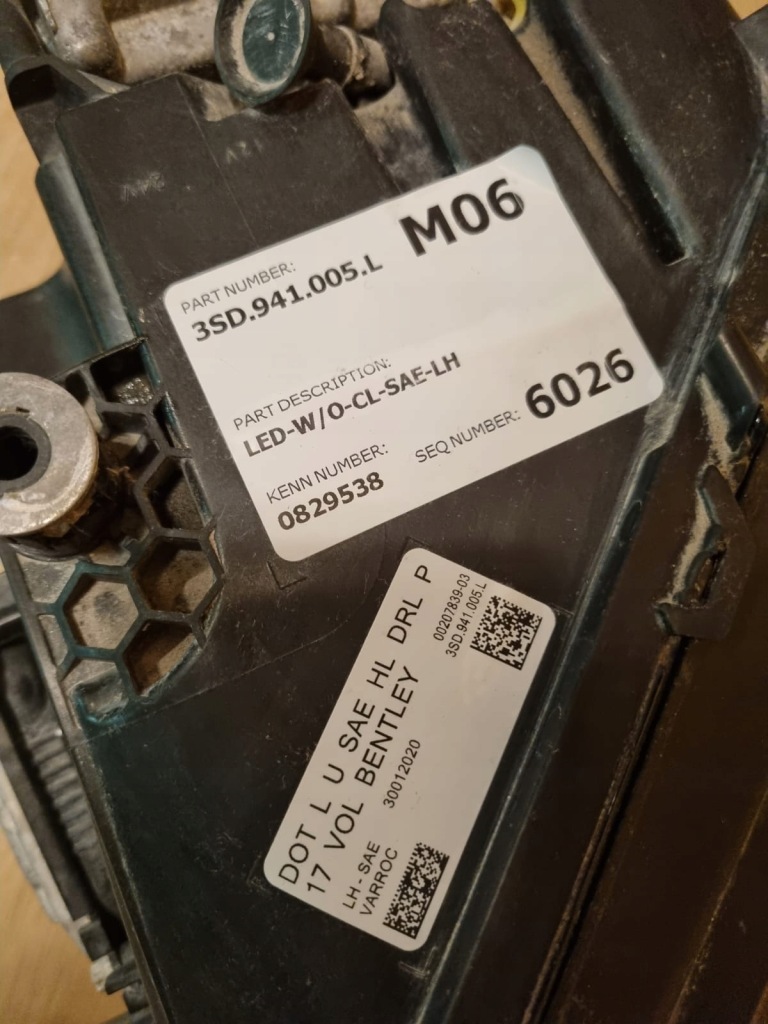 PART NUMBER:
3SD.941.005.L
M06
PART DESCRIPTION:
LED-W/O-CL-SAE-LH
KENN NUMBER:
0829538
SEQ NUMBER:
6026
DOT L U SAE HL DRL P
17 VOL BENTLEY
LH - SAE
VARROC
30012020
00207839-03
3SD.941.005.L